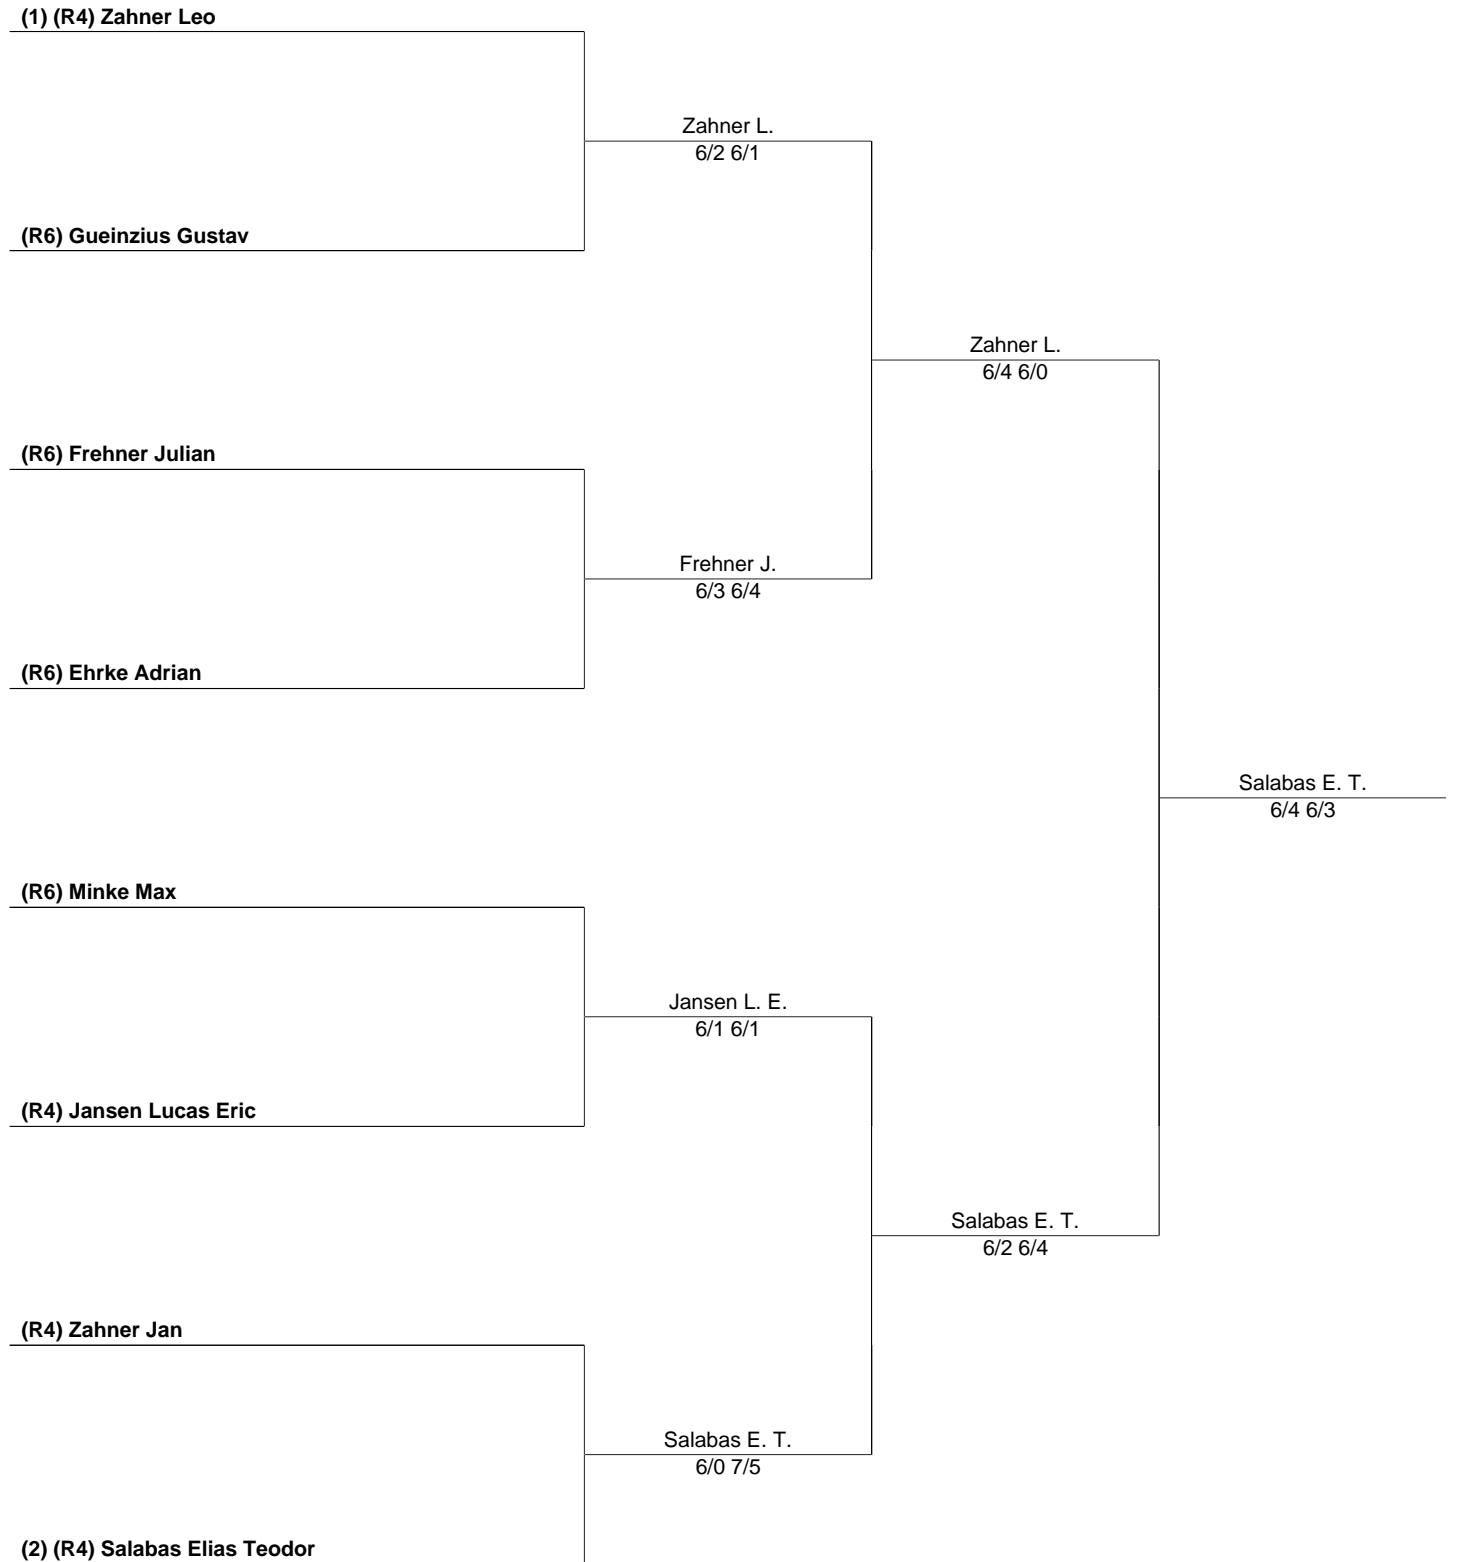 (1) (R4) Zahner Leo
Zahner L.
6/2 6/1
(R6) Gueinzius Gustav
Zahner L.
6/4 6/0
(R6) Frehner Julian
Frehner J.
6/3 6/4
(R6) Ehrke Adrian
Salabas E. T.
6/4 6/3
(R6) Minke Max
Jansen L. E.
6/1 6/1
(R4) Jansen Lucas Eric
Salabas E. T.
6/2 6/4
(R4) Zahner Jan
Salabas E. T.
6/0 7/5
(2) (R4) Salabas Elias Teodor